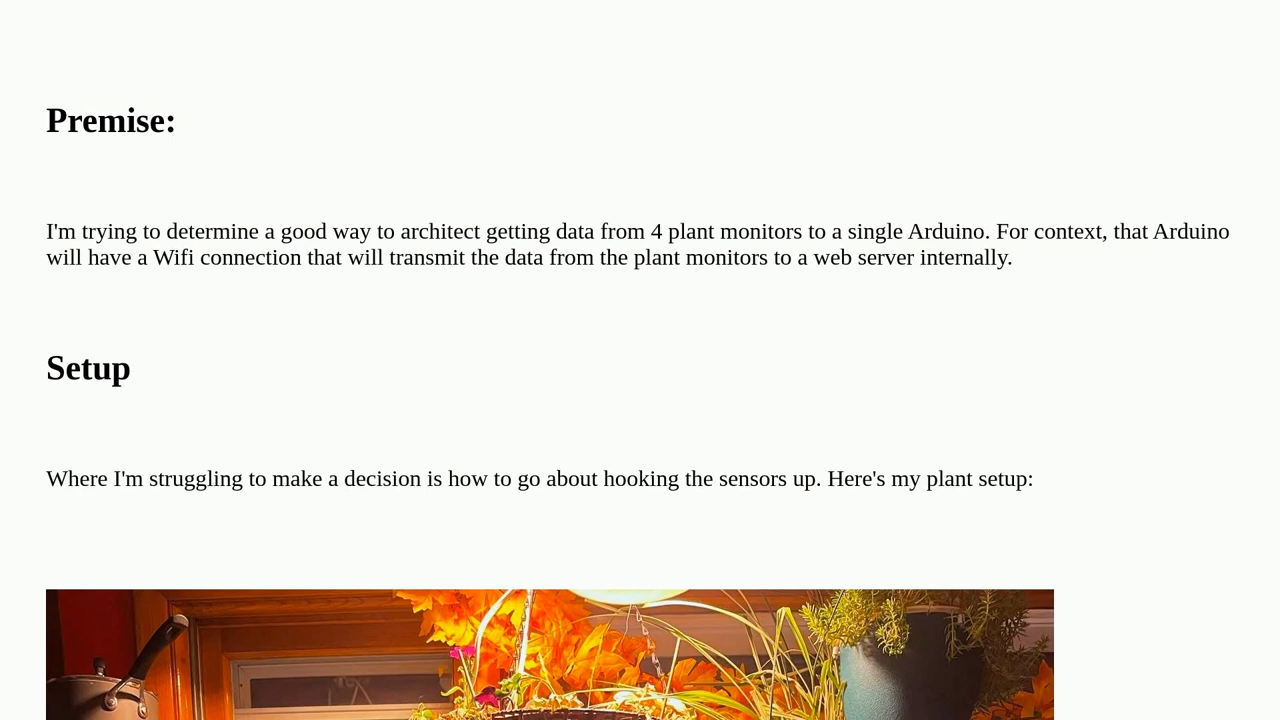 Premise:
I'm trying to determine a good way to architect getting data from 4 plant monitors to a single Arduino. For context, that Arduino
will have a Wifi connection that will transmit the data from the plant monitors to a web server internally.
Setup
Where I'm struggling to make a decision is how to go about hooking the sensors up. Here's my plant setup: